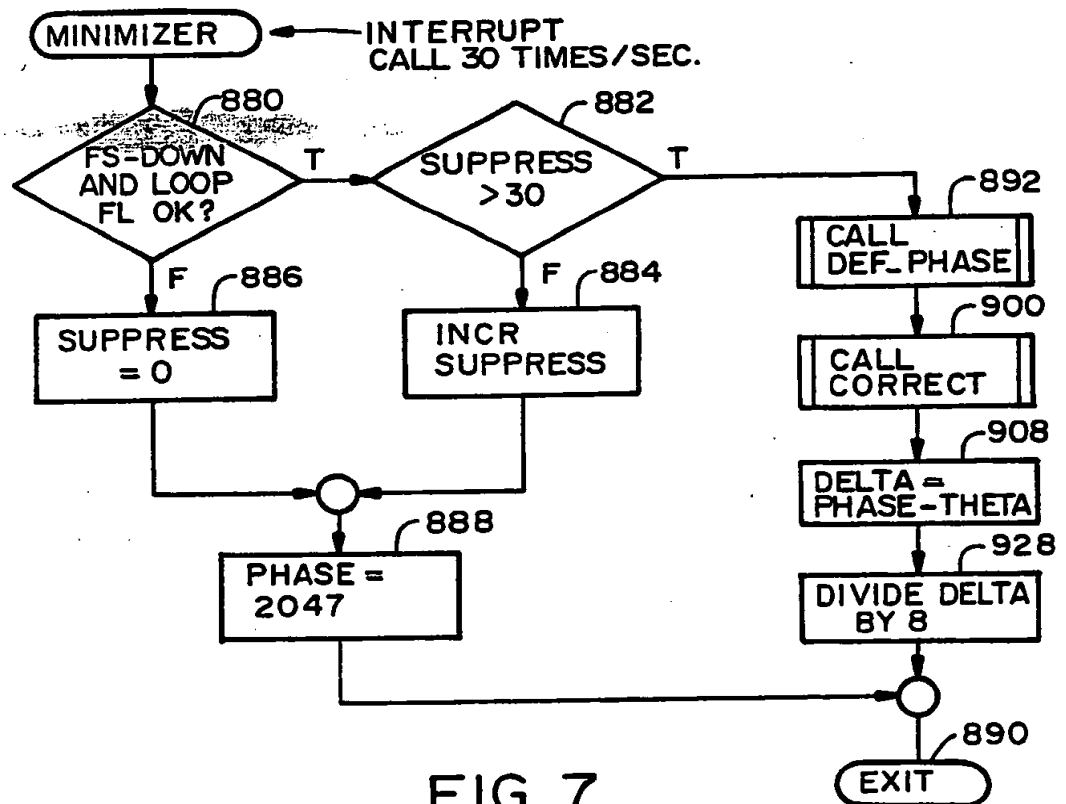 MINIMIZER
INTERRUPT
CALL 30 TIMES/SEC.
880
FS-DOWN
AND LOOP
FL OK?
T
F
882
SUPPRESS
>30
T
F
892
CALL
DEF_PHASE
886
SUPPRESS
= 0
884
INCR
SUPPRESS
900
CALL
CORRECT
908
DELTA =
PHASE-THETA
888
PHASE =
2047
928
DIVIDE DELTA
BY 8
890
EXIT
FIG. 7